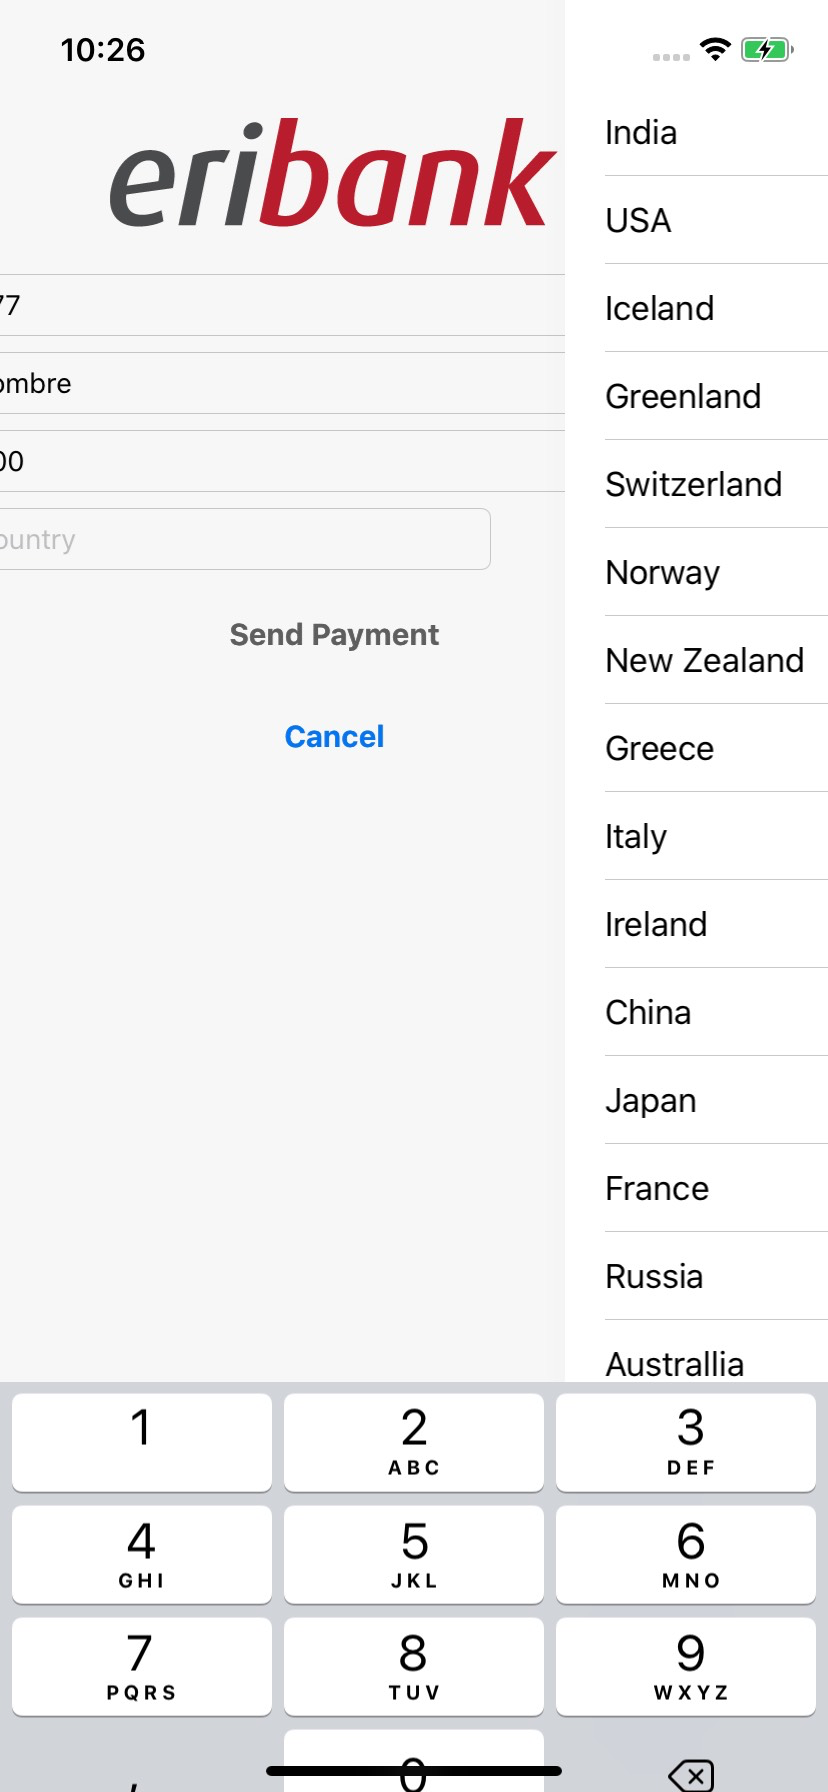 10:26
eribank
77
ombre
00
ountry
Send Payment
Cancel
India
USA
Iceland
Greenland
Switzerland
Norway
New Zealand
Greece
Italy
Ireland
China
Japan
France
Russia
Australlia
1
2
ABC
3
DEF
4
GHI
5
JKL
6
MNO
7
PQRS
8
TUV
9
WXYZ
,
0